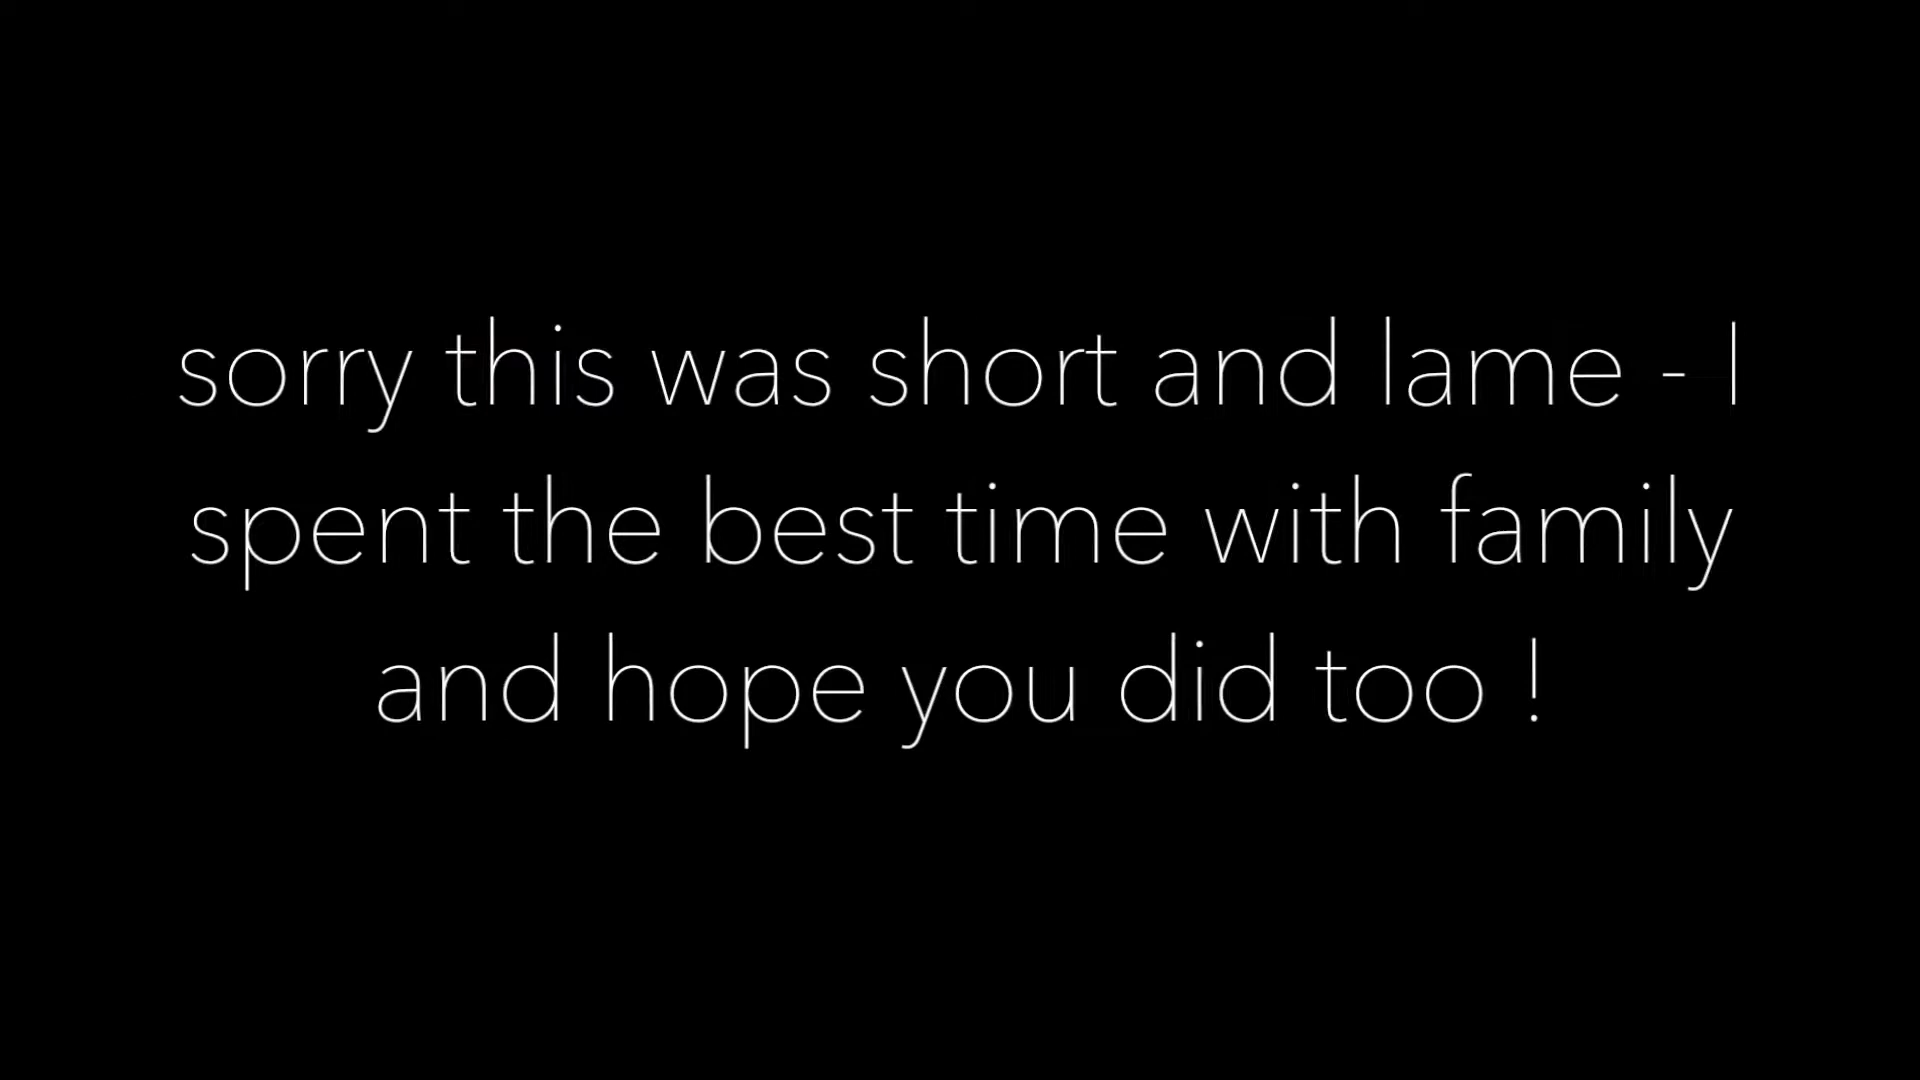 sorry this was short and lame - I
spent the best time with family
and hope you did too !